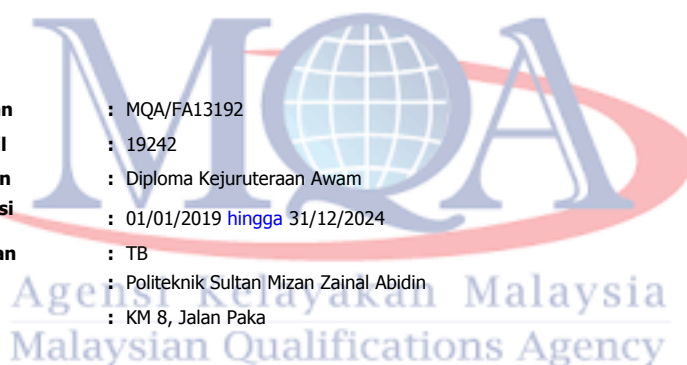 MQA
an : MQA/FA13192
l : 19242
n : Diploma Kejuruteraan Awam
si
: 01/01/2019 hingga 31/12/2024
an : TB
: Politeknik Sultan Mizan Zainal Abidin
Agensi Kelayakan Malaysia
: KM 8, Jalan Paka
Malaysian Qualifications Agency